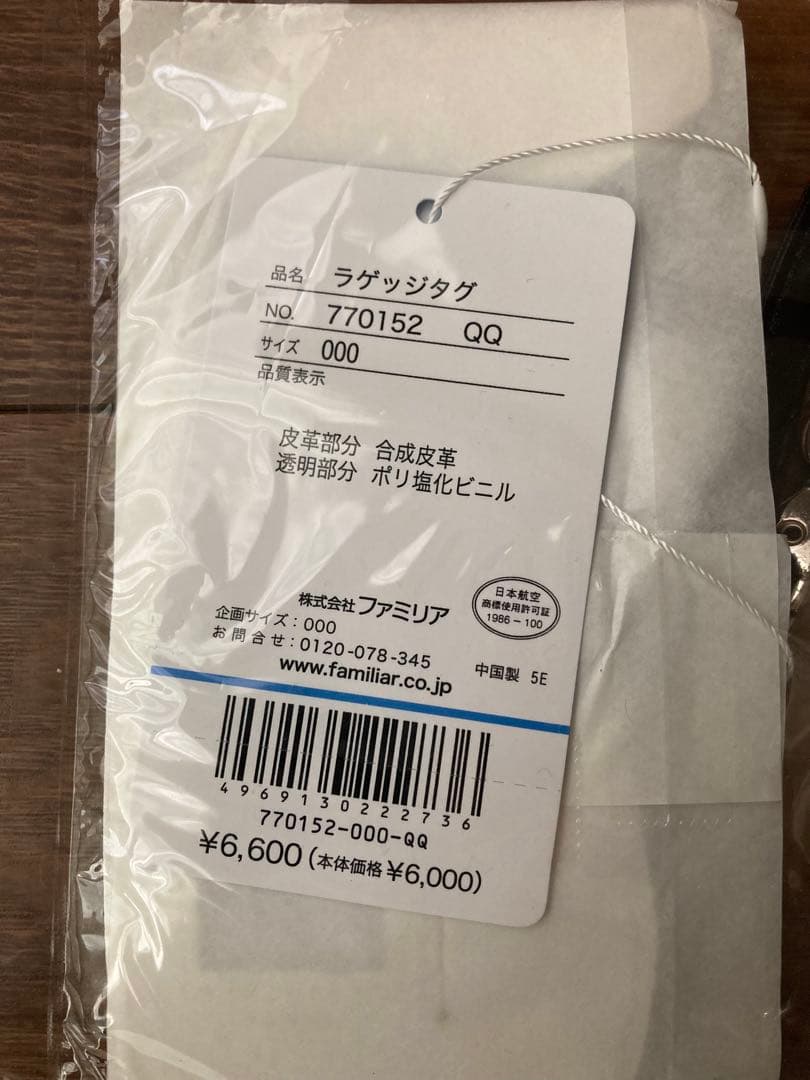 品名 ラゲッジタグ
NO. 770152 QQ
サイズ 000
品質表示
皮革部分 合成皮革
透明部分 ポリ塩化ビニル
株式会社ファミリア
企画サイズ：000
お問合せ：0120-078-345
www.familiar.co.jp
日本航空
商標使用許可証
1986－100
中国製 5E
4969130222736
770152-000-QQ
¥6,600(本体価格¥6,000)